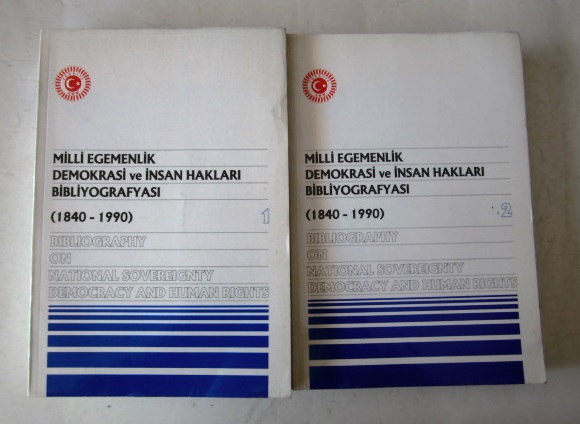 MİLLİ EGEMENLİK
DEMOKRASİ ve İNSAN HAKLARI
BİBLİYOGRAFYASI
(1840 - 1990) 1
BIBLIOGRAPHY
ON
NATIONAL SOVEREIGNTY
DEMOCRACY AND HUMAN RIGHTS
MİLLİ EGEMENLİK
DEMOKRASİ ve İNSAN HAKLARI
BİBLİYOGRAFYASI
(1840 - 1990) 2
BIBLIOGRAPHY
ON
NATIONAL SOVEREIGNTY
DEMOCRACY AND HUMAN RIGHTS